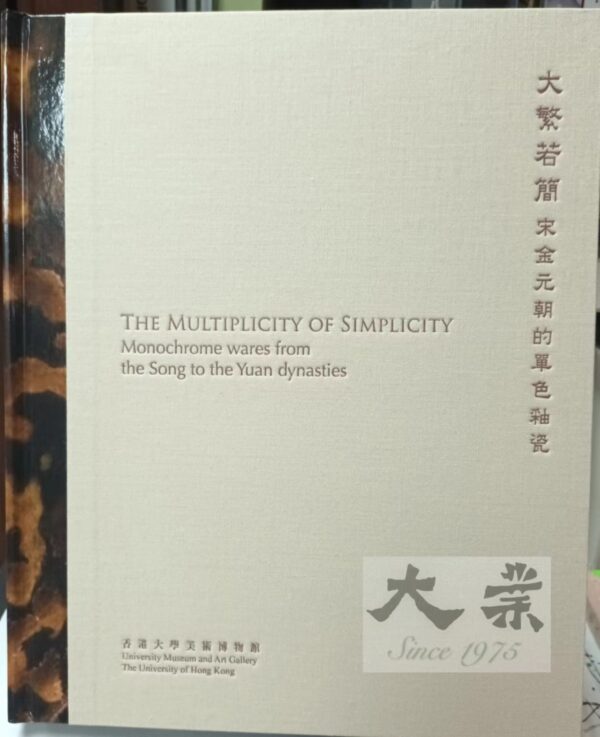 大繁若簡 宋金元朝的單色釉瓷
THE MULTIPLICITY OF SIMPLICITY
Monochrome wares from
the Song to the Yuan dynasties
香港大學美術博物館
University Museum and Art Gallery
The University of Hong Kong
大業
Since 1975